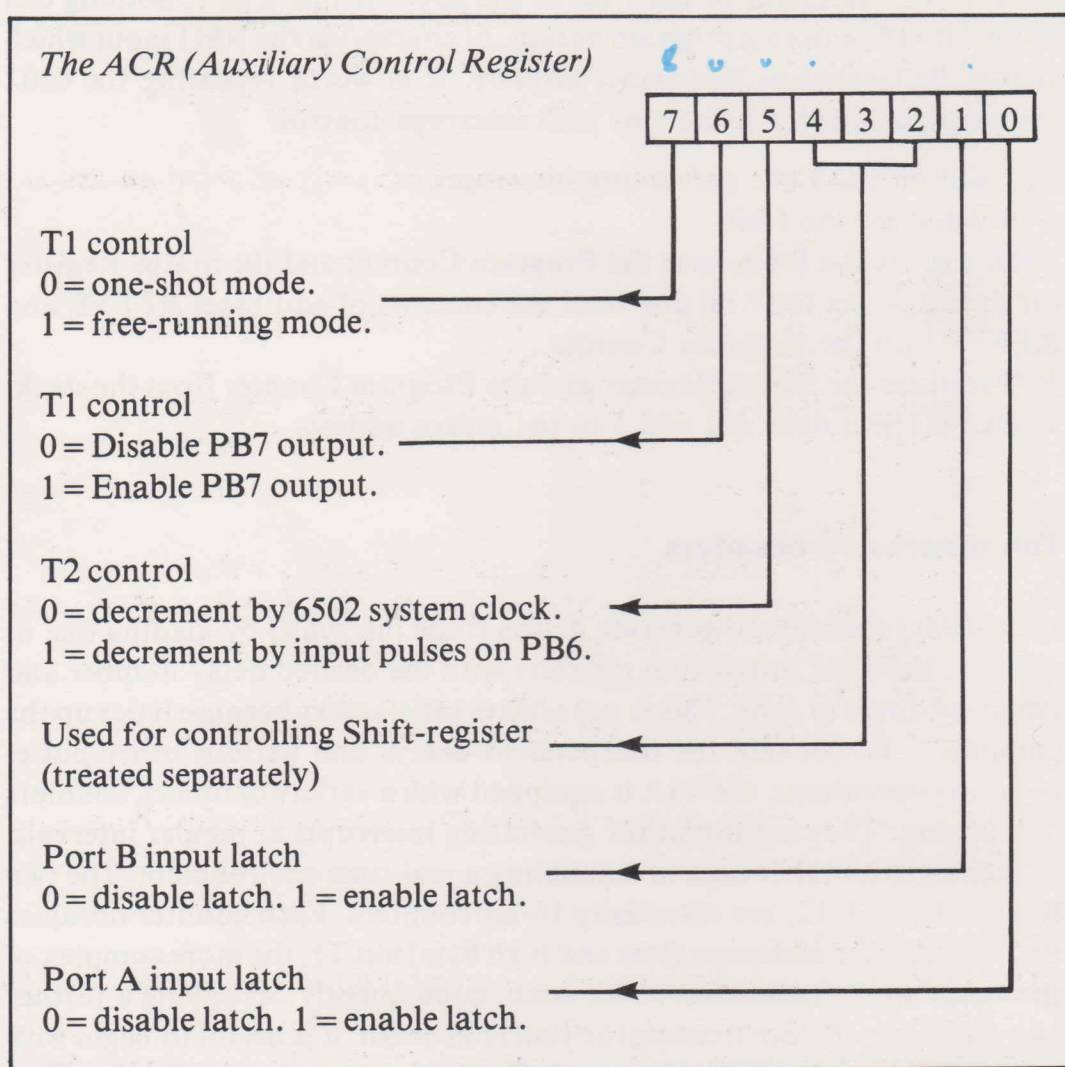 The ACR (Auxiliary Control Register)
7 6 5 4 3 2 1 0
T1 control
0 = one-shot mode.
1 = free-running mode.
T1 control
0 = Disable PB7 output.
1 = Enable PB7 output.
T2 control
0 = decrement by 6502 system clock.
1 = decrement by input pulses on PB6.
Used for controlling Shift-register
(treated separately)
Port B input latch
0 = disable latch. 1 = enable latch.
Port A input latch
0 = disable latch. 1 = enable latch.